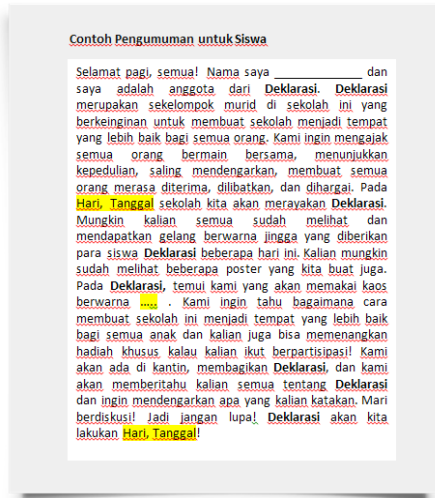 Contoh Pengumuman untuk Siswa
Selamat pagi, semua! Nama saya ______________ dan
saya adalah anggota dari Deklarasi. Deklarasi
merupakan sekelompok murid di sekolah ini yang
berkeinginan untuk membuat sekolah menjadi tempat
yang lebih baik bagi semua orang. Kami ingin mengajak
semua orang bermain bersama, menunjukkan
kepedulian, saling mendengarkan, membuat semua
orang merasa diterima, dilibatkan, dan dihargai. Pada
Hari, Tanggal sekolah kita akan merayakan Deklarasi.
Mungkin kalian semua sudah melihat dan
mendapatkan gelang berwarna jingga yang diberikan
para siswa Deklarasi beberapa hari ini. Kalian mungkin
sudah melihat beberapa poster yang kita buat juga.
Pada Deklarasi, temui kami yang akan memakai kaos
berwarna ..... . Kami ingin tahu bagaimana cara
membuat sekolah ini menjadi tempat yang lebih baik
bagi semua anak dan kalian juga bisa memenangkan
hadiah khusus kalau kalian ikut berpartisipasi! Kami
akan ada di kantin, membagikan Deklarasi, dan kami
akan memberitahu kalian semua tentang Deklarasi
dan ingin mendengarkan apa yang kalian katakan. Mari
berdiskusi! Jadi jangan lupa! Deklarasi akan kita
lakukan Hari, Tanggal!